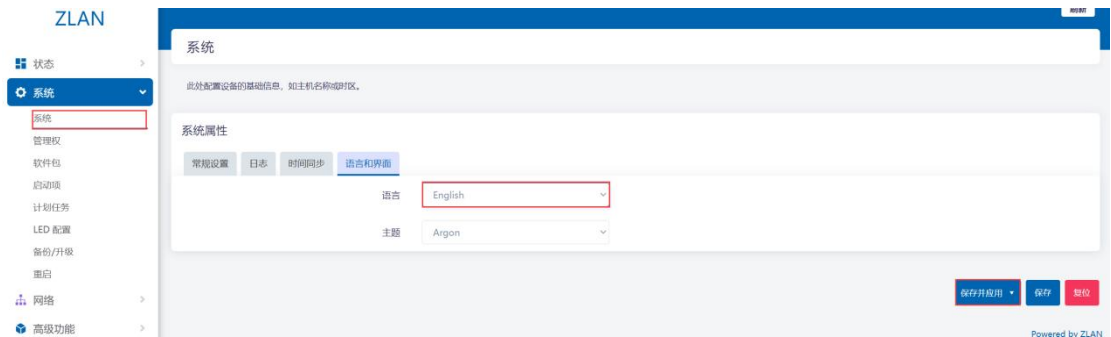 ZLAN
刷新
状态
系统
系统
管理权
软件包
启动项
计划任务
LED 配置
备份/升级
重启
网络
高级功能
系统
此处配置设备的基础信息，如主机名称或时区。
系统属性
常规设置 日志 时间同步 语言和界面
语言 English
主题 Argon
保存并应用 保存 复位
Powered by ZLAN